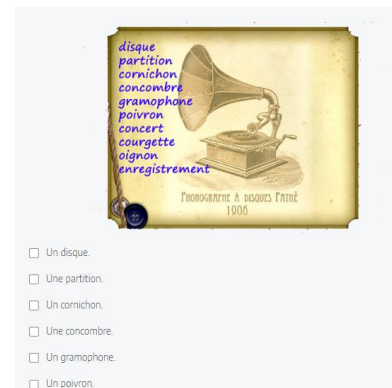 disque
partition
cornichon
concombre
gramophone
poivron
concert
courgette
oignon
enregistrement
PHONOGRAPHE À DISQUES PATHÉ
1906
Un disque.
Une partition.
Un cornichon.
Une concombre.
Un gramophone.
Un poivron.